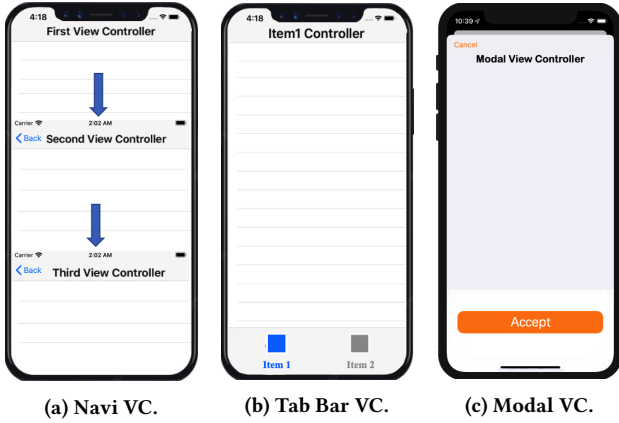 4:18
First View Controller
Carrier 2:02 AM
Back Second View Controller
Carrier 2:02 AM
Back Third View Controller
(a) Navi VC.
4:18
Item1 Controller
Item 1 Item 2
(b) Tab Bar VC.
10:39
Cancel
Modal View Controller
Accept
(c) Modal VC.